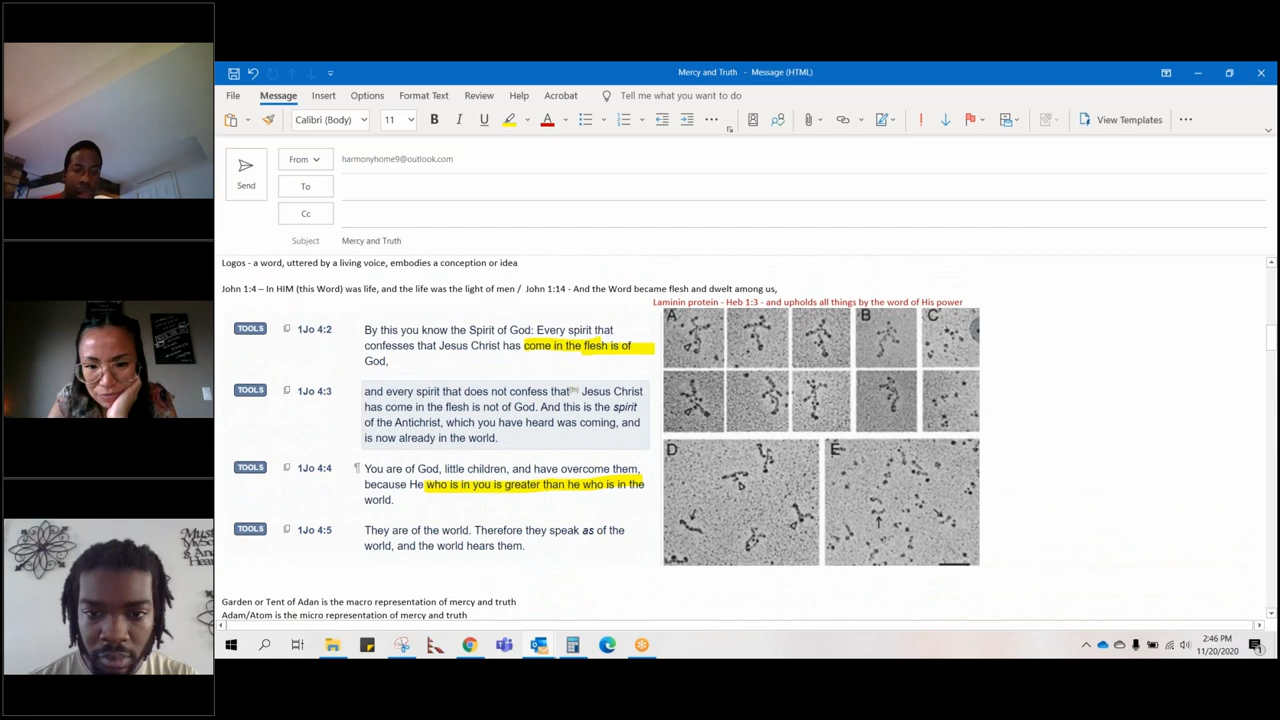 Mercy and Truth - Message (HTML)
File Message Insert Options Format Text Review Help Acrobat Tell me what you want to do
Calibri (Body) 11 B I U A View Templates
Send
From harmonyhome9@outlook.com
To
Cc
Subject Mercy and Truth
Logos - a word, uttered by a living voice, embodies a conception or idea
John 1:4 – In HIM (this Word) was life, and the life was the light of men / John 1:14 - And the Word became flesh and dwelt among us,
Laminin protein - Heb 1:3 - and upholds all things by the word of His power
TOOLS 1Jo 4:2 By this you know the Spirit of God: Every spirit that
confesses that Jesus Christ has come in the flesh is of
God,
TOOLS 1Jo 4:3 and every spirit that does not confess that Jesus Christ
has come in the flesh is not of God. And this is the spirit
of the Antichrist, which you have heard was coming, and
is now already in the world.
TOOLS 1Jo 4:4 ¶ You are of God, little children, and have overcome them,
because He who is in you is greater than he who is in the
world.
TOOLS 1Jo 4:5 They are of the world. Therefore they speak as of the
world, and the world hears them.
A B C
D E
Garden or Tent of Adan is the macro representation of mercy and truth
Adam/Atom is the micro representation of mercy and truth
2:46 PM
11/20/2020